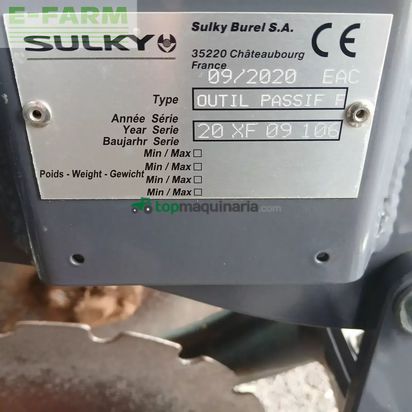 E-FARM
SULKY
Sulky Burel S.A.
35220 Châteaubourg
France
CE
09/2020 EAC
Type OUTIL PASSIF F
Année Série
Year Serie 20 XF 09 106
Baujarhr Serie
Min / Max
Min / Max
Poids - Weight - Gewicht
Min / Max
Min / Max
topmaquinaria.com